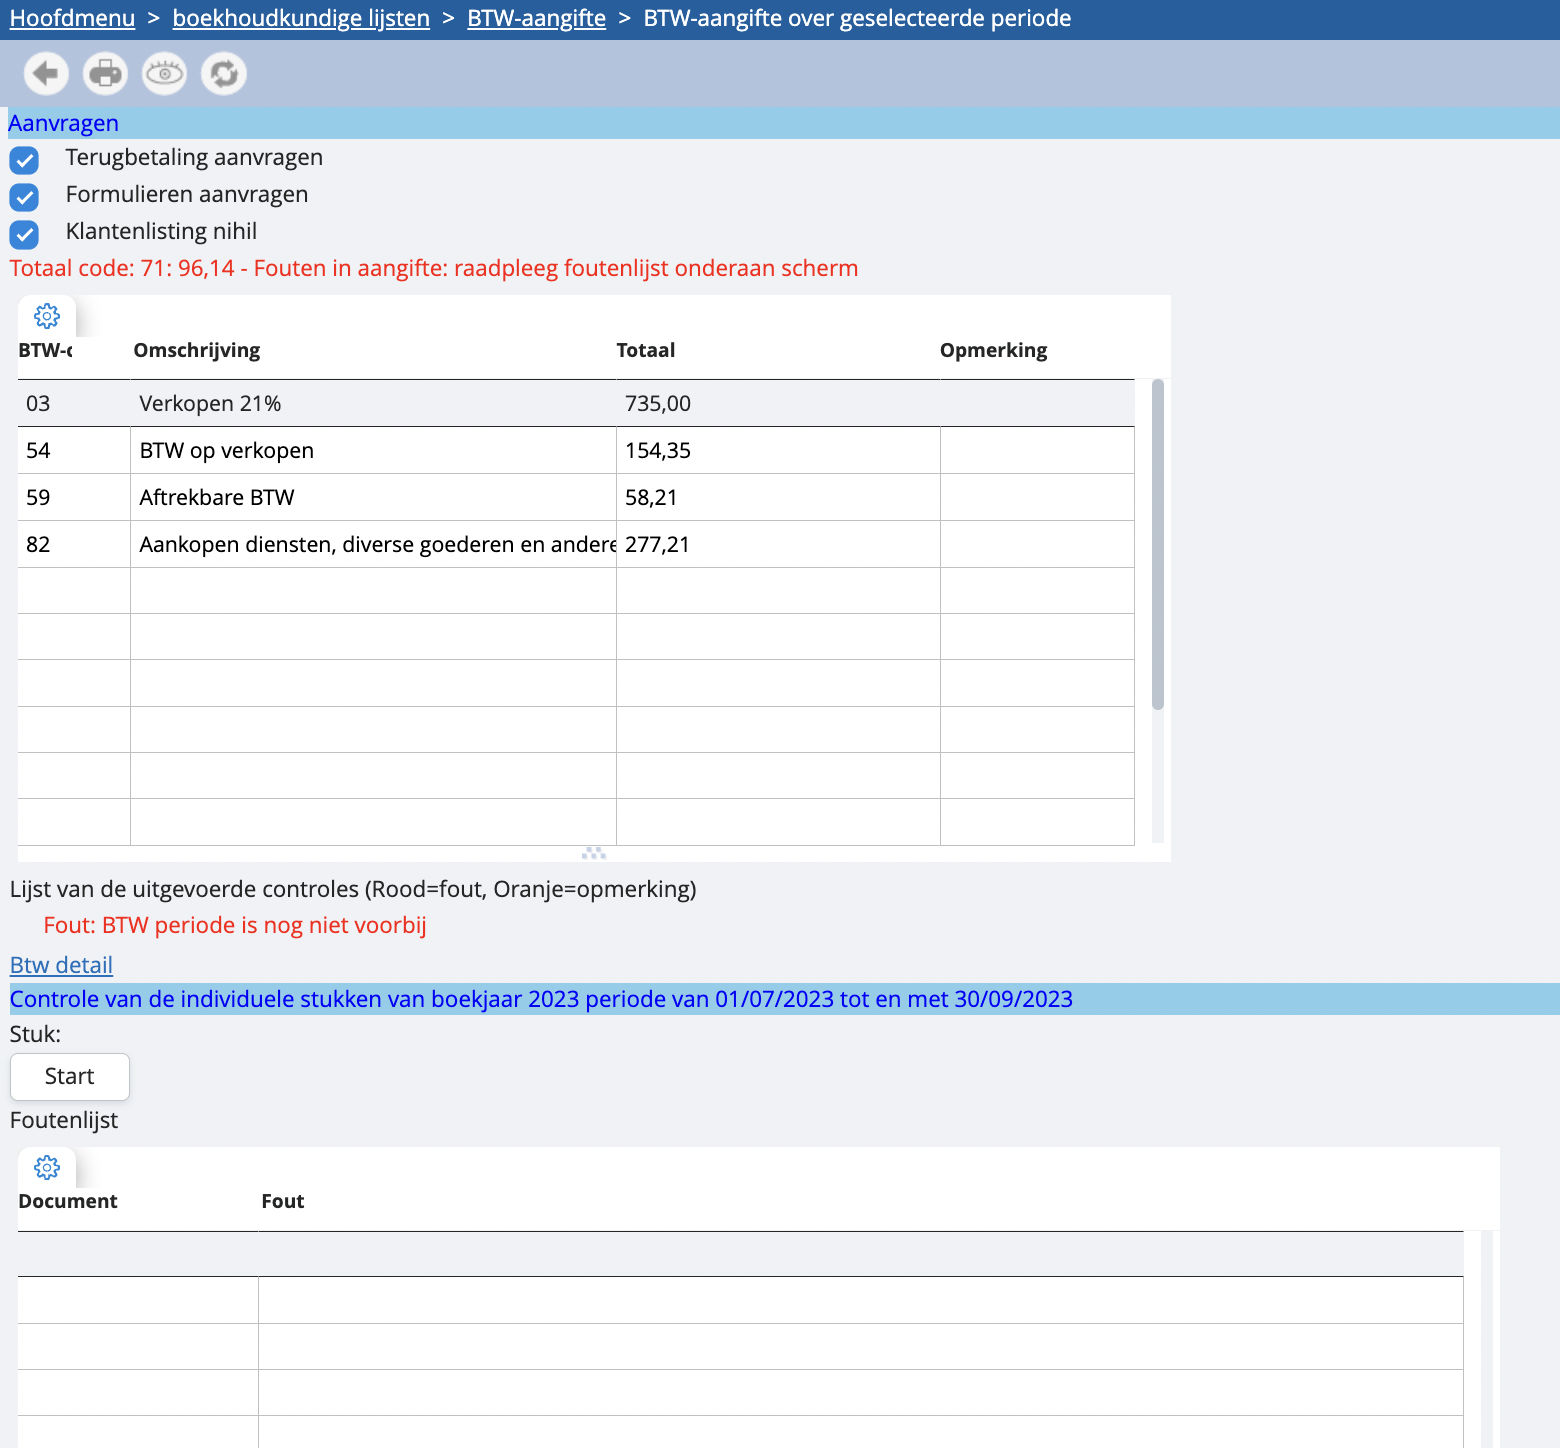 Hoofdmenu > boekhoudkundige lijsten > BTW-aangifte > BTW-aangifte over geselecteerde periode
Aanvragen
Terugbetaling aanvragen
Formulieren aanvragen
Klantenlisting nihil
Totaal code: 71: 96,14 - Fouten in aangifte: raadpleeg foutenlijst onderaan scherm
BTW-c Omschrijving Totaal Opmerking
03 Verkopen 21% 735,00
54 BTW op verkopen 154,35
59 Aftrekbare BTW 58,21
82 Aankopen diensten, diverse goederen en andere 277,21
Lijst van de uitgevoerde controles (Rood=fout, Oranje=opmerking)
Fout: BTW periode is nog niet voorbij
Btw detail
Controle van de individuele stukken van boekjaar 2023 periode van 01/07/2023 tot en met 30/09/2023
Stuk:
Start
Foutenlijst
Document Fout